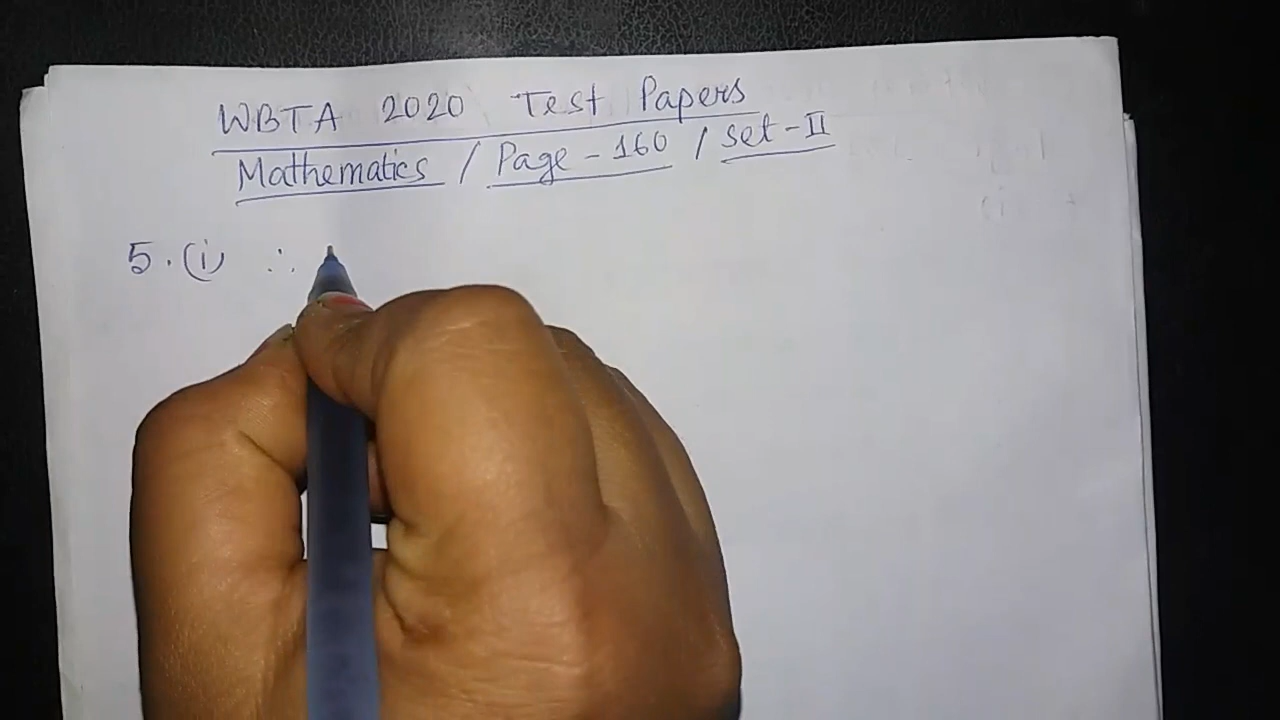 WBTA 2020 Test Papers
Mathematics / Page - 160 / Set - II
5. (i) ∴